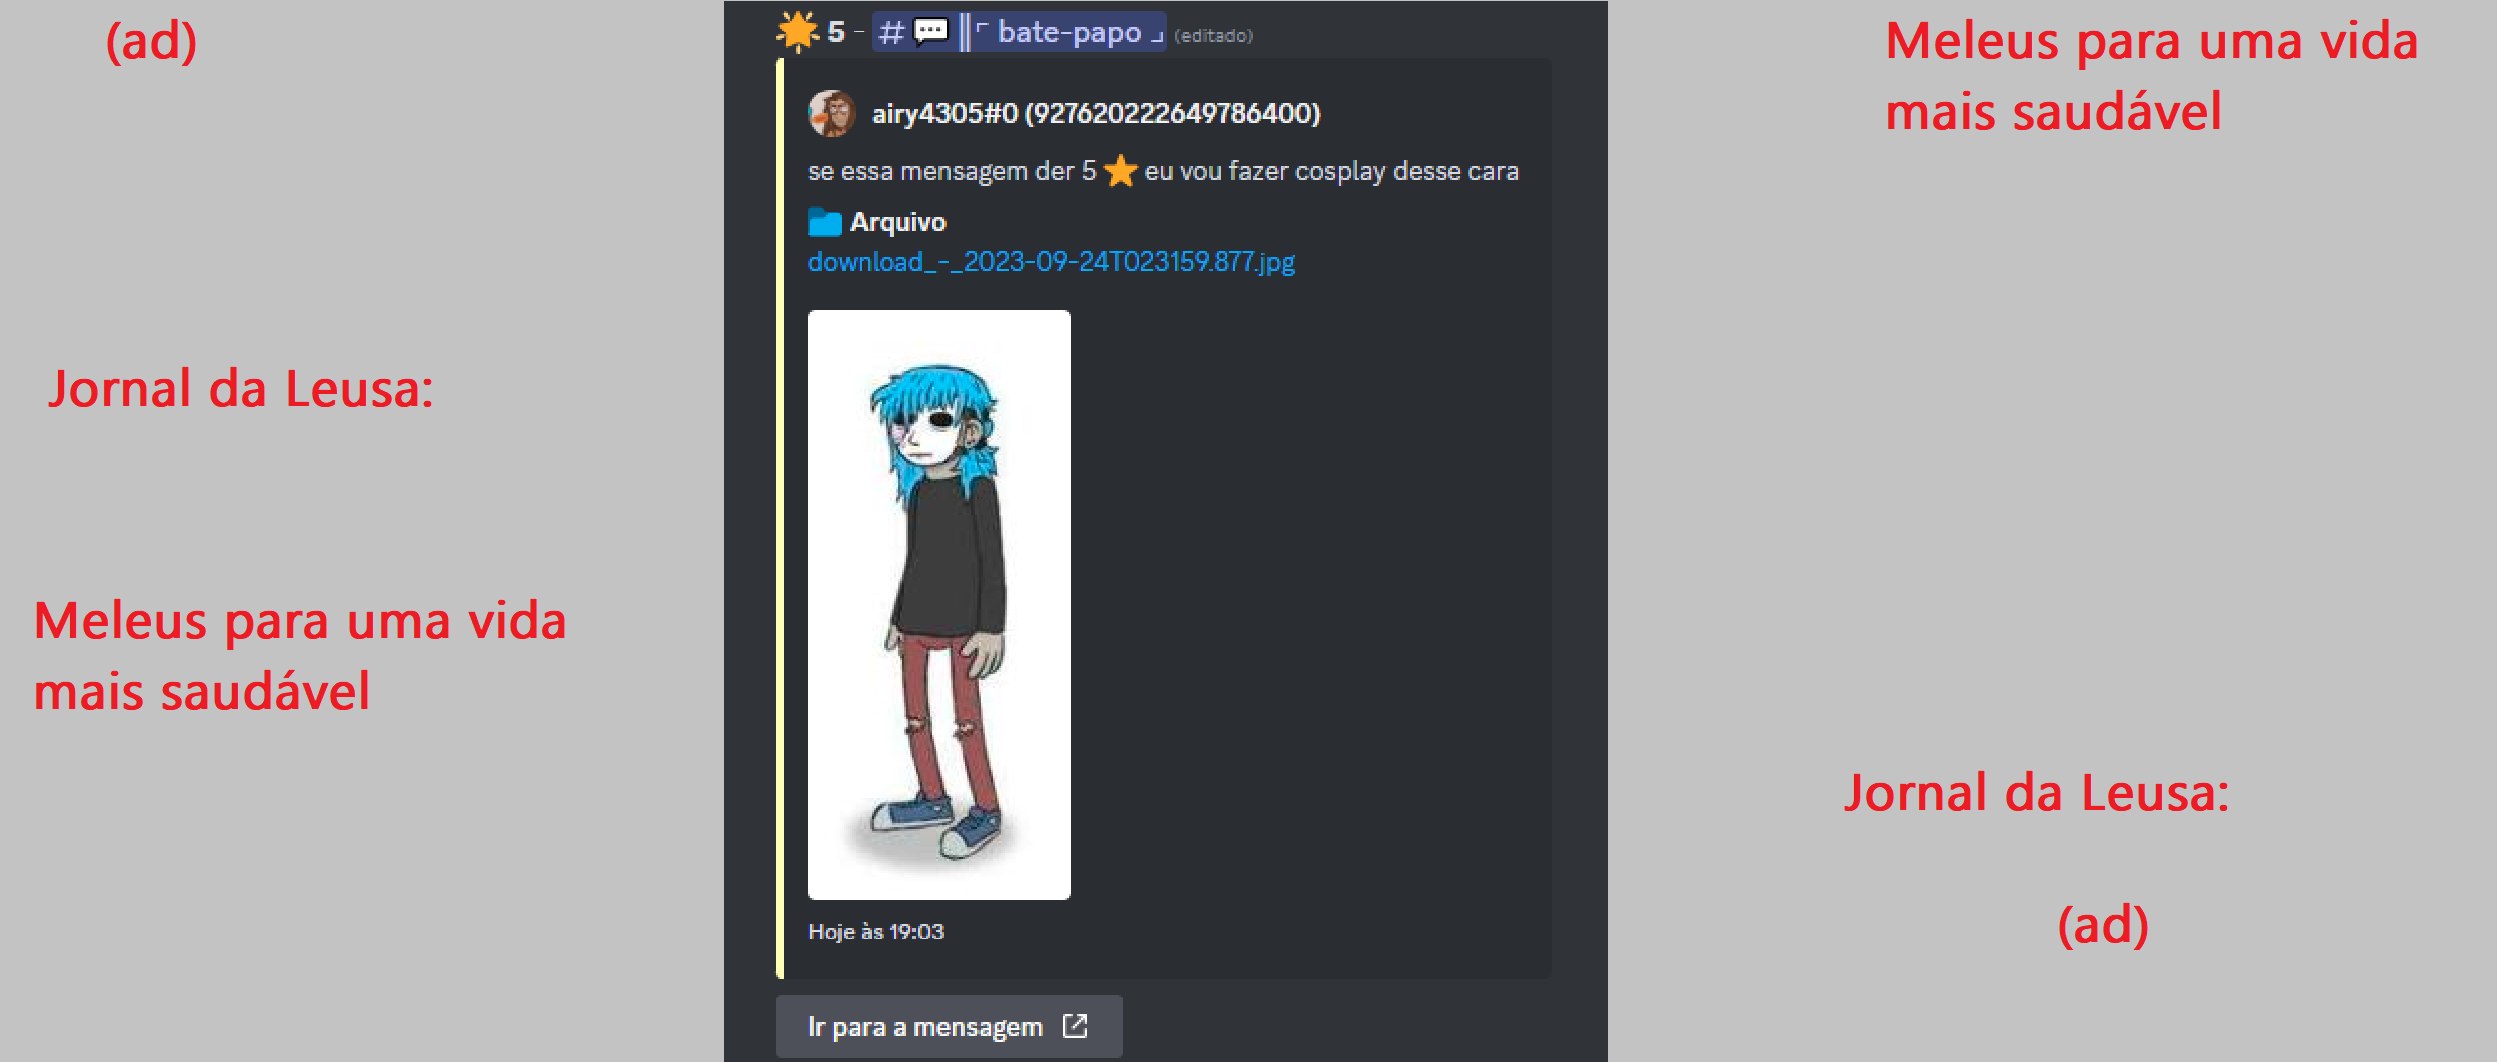 (ad)
Jornal da Leusa:
Meleus para uma vida
mais saudável
5 - # ⌜ bate-papo ⌟ (editado)
airy4305#0 (927620222649786400)
se essa mensagem der 5 ⭐ eu vou fazer cosplay desse cara
Arquivo
download_-_2023-09-24T023159.877.jpg
Hoje às 19:03
Ir para a mensagem
Meleus para uma vida
mais saudável
Jornal da Leusa:
(ad)